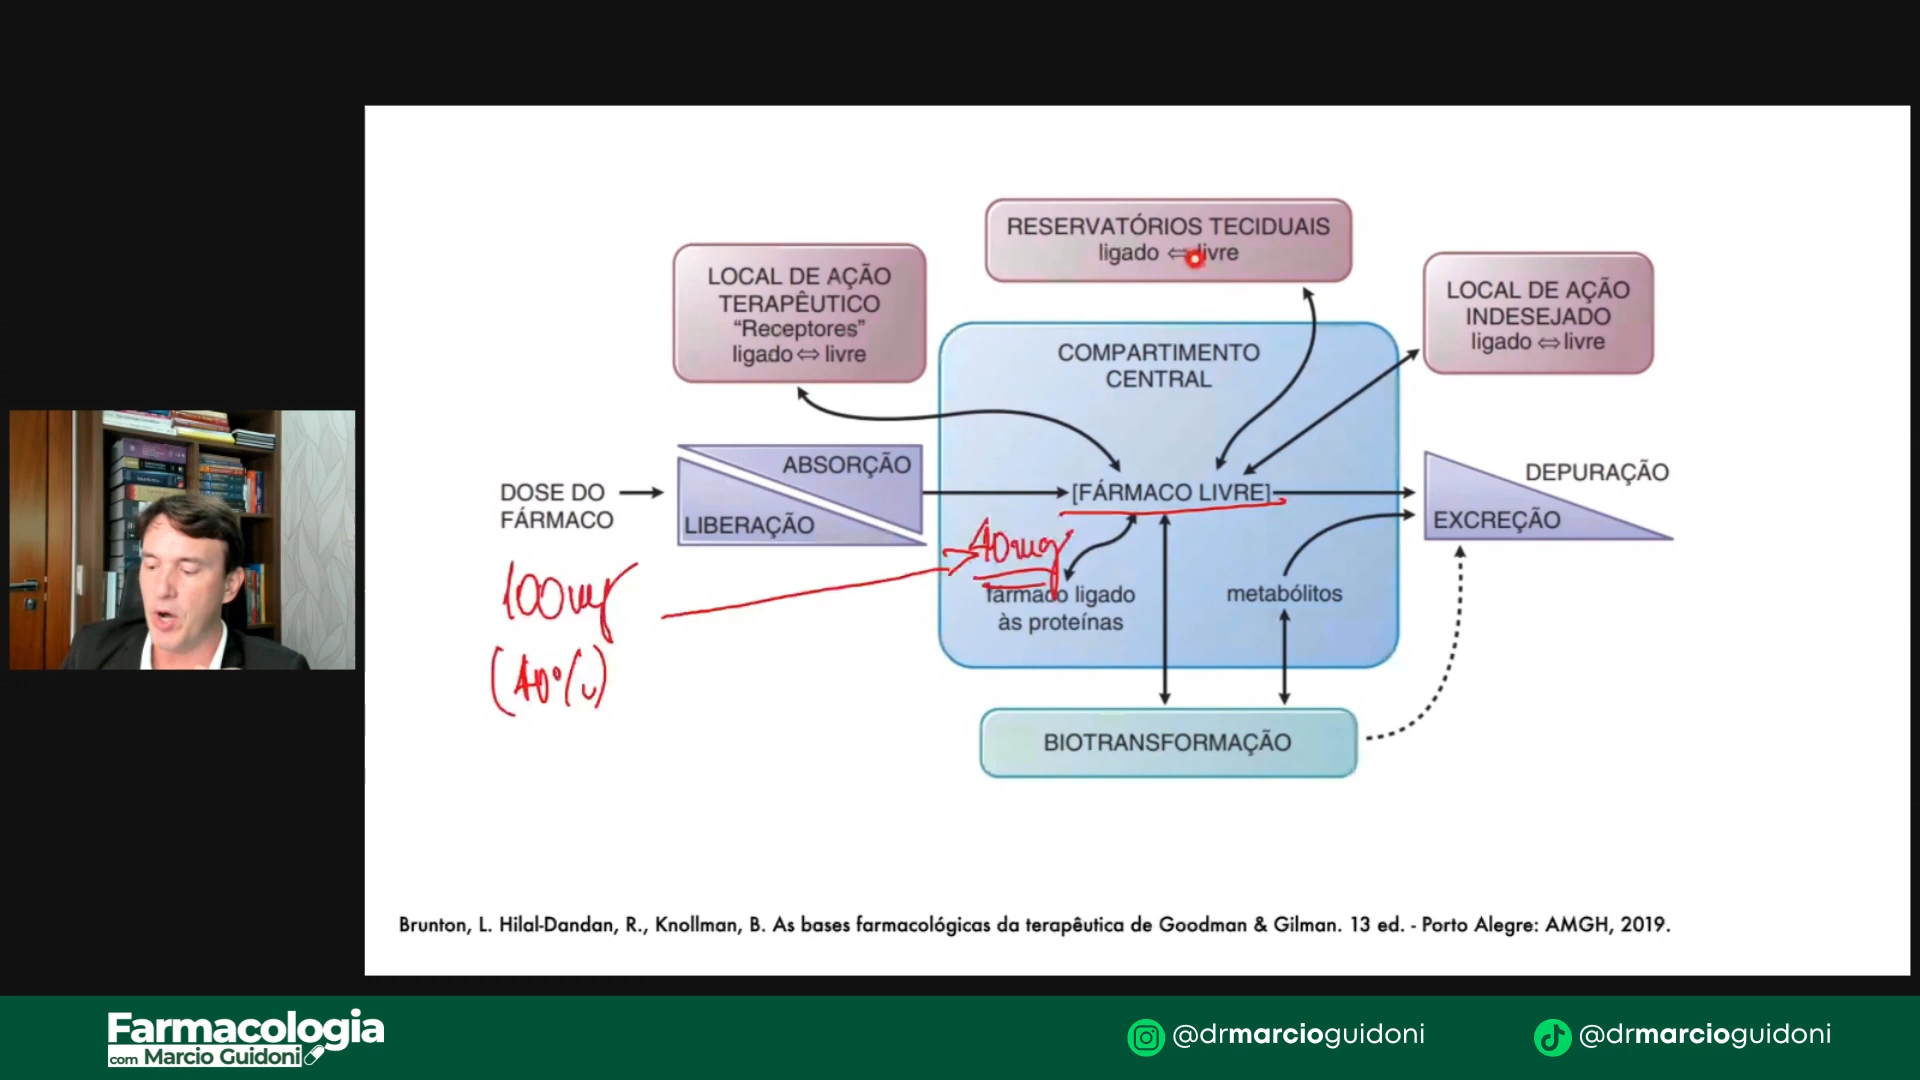 RESERVATÓRIOS TECIDUAIS
ligado ⇔ livre
LOCAL DE AÇÃO
TERAPÊUTICO
“Receptores”
ligado ⇔ livre
LOCAL DE AÇÃO
INDESEJADO
ligado ⇔ livre
COMPARTIMENTO
CENTRAL
DOSE DO
FÁRMACO
ABSORÇÃO
LIBERAÇÃO
[FÁRMACO LIVRE]
DEPURAÇÃO
EXCREÇÃO
100mg
(40%)
40mg
fármaco ligado
às proteínas
metabólitos
BIOTRANSFORMAÇÃO
Brunton, L. Hilal-Dandan, R., Knollman, B. As bases farmacológicas da terapêutica de Goodman & Gilman. 13 ed. - Porto Alegre: AMGH, 2019.
Farmacologia
com Marcio Guidoni
@drmarcioguidoni
@drmarcioguidoni